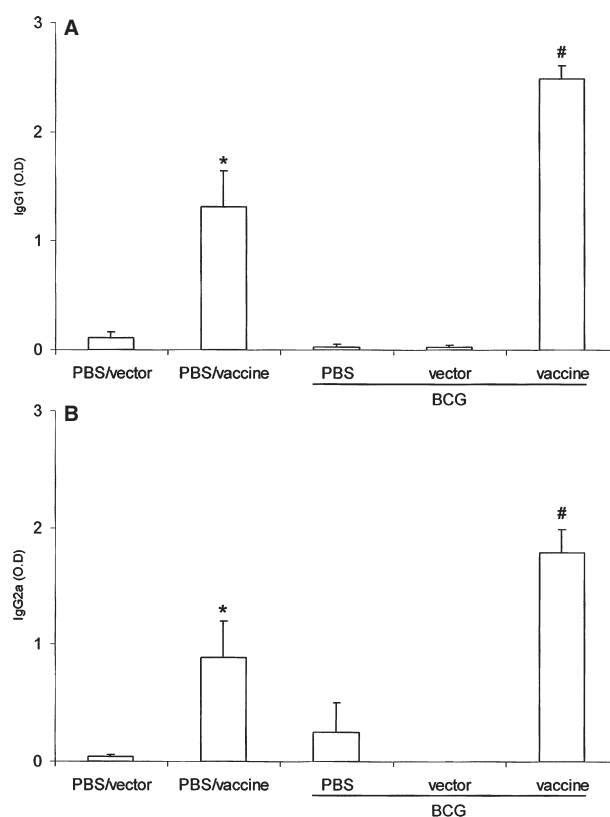 A
3
#
2
*
IgG1 (O.D)
1
0
PBS/vector PBS/vaccine PBS vector vaccine
BCG
B
3
#
2
*
IgG2a (O.D)
1
0
PBS/vector PBS/vaccine PBS vector vaccine
BCG